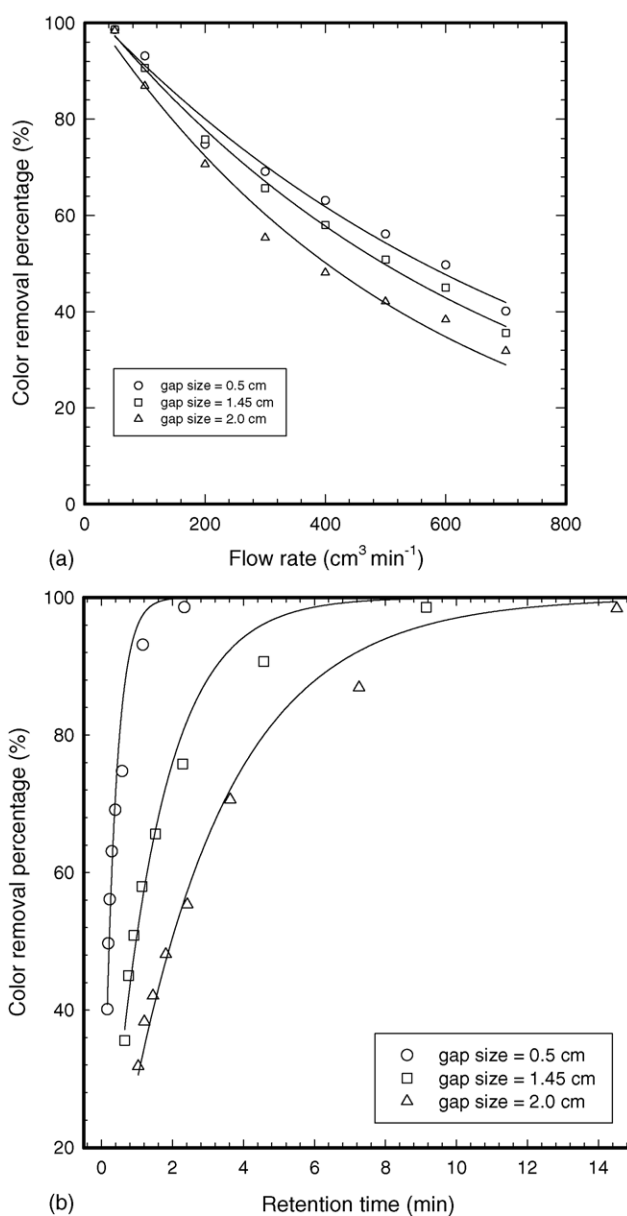 100
80
60
40
20
0
0 200 400 600 800
Color removal percentage (%)
gap size = 0.5 cm
gap size = 1.45 cm
gap size = 2.0 cm
(a)
Flow rate (cm³ min⁻¹)
100
80
60
40
20
0 2 4 6 8 10 12 14
Color removal percentage (%)
gap size = 0.5 cm
gap size = 1.45 cm
gap size = 2.0 cm
(b)
Retention time (min)